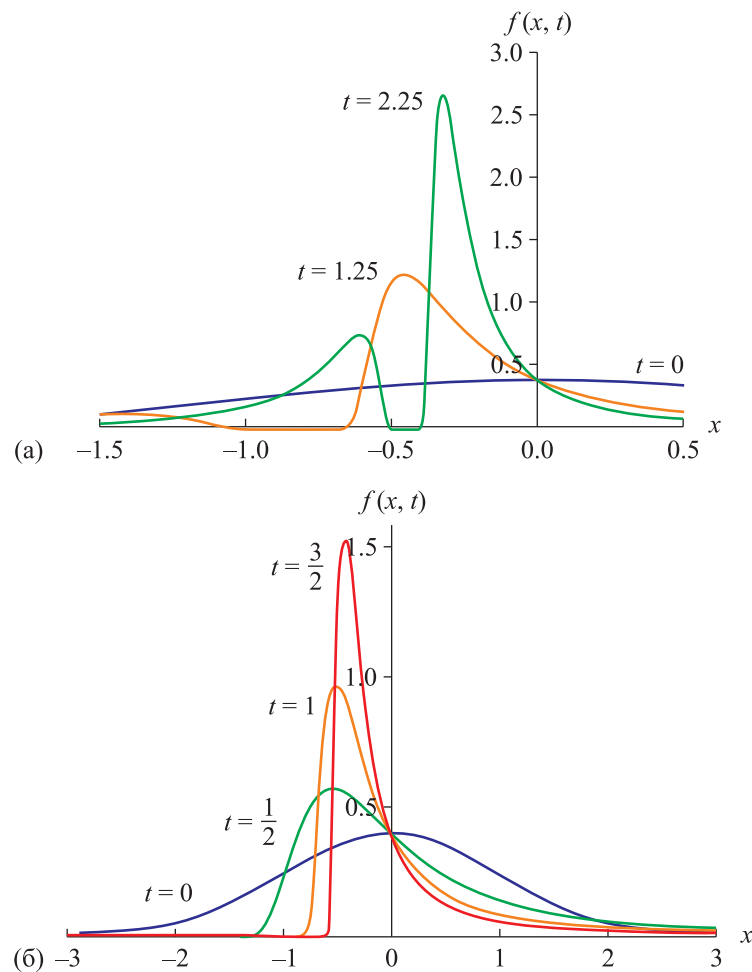 f (x, t)
3.0
t = 2.25
2.5
2.0
1.5
t = 1.25
1.0
0.5
t = 0
x
(а)
–1.5 –1.0 –0.5 0.0 0.5
f (x, t)
t = 3/2
1.5
t = 1
1.0
t = 1/2
0.5
t = 0
x
(б)
–3 –2 –1 0 1 2 3